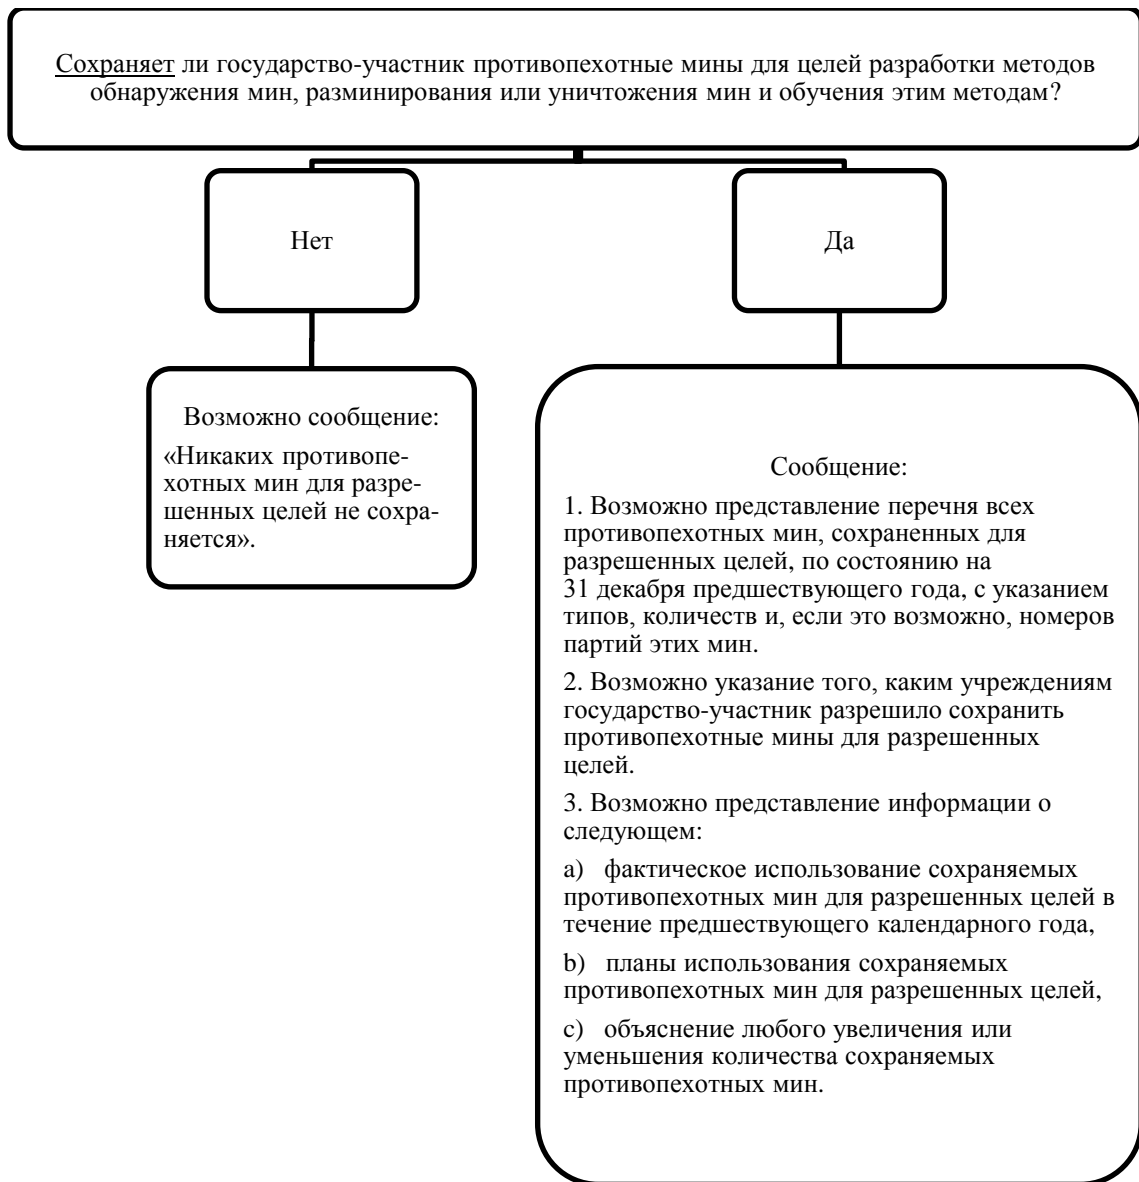 Сохраняет ли государство-участник противопехотные мины для целей разработки методов
обнаружения мин, разминирования или уничтожения мин и обучения этим методам?
Нет
Да
Возможно сообщение:
«Никаких противопе-
хотных мин для разре-
шенных целей не сохра-
няется».
Сообщение:
1. Возможно представление перечня всех
противопехотных мин, сохраненных для
разрешенных целей, по состоянию на
31 декабря предшествующего года, с указанием
типов, количеств и, если это возможно, номеров
партий этих мин.
2. Возможно указание того, каким учреждениям
государство-участник разрешило сохранить
противопехотные мины для разрешенных
целей.
3. Возможно представление информации о
следующем:
a) фактическое использование сохраняемых
противопехотных мин для разрешенных целей в
течение предшествующего календарного года,
b) планы использования сохраняемых
противопехотных мин для разрешенных целей,
c) объяснение любого увеличения или
уменьшения количества сохраняемых
противопехотных мин.